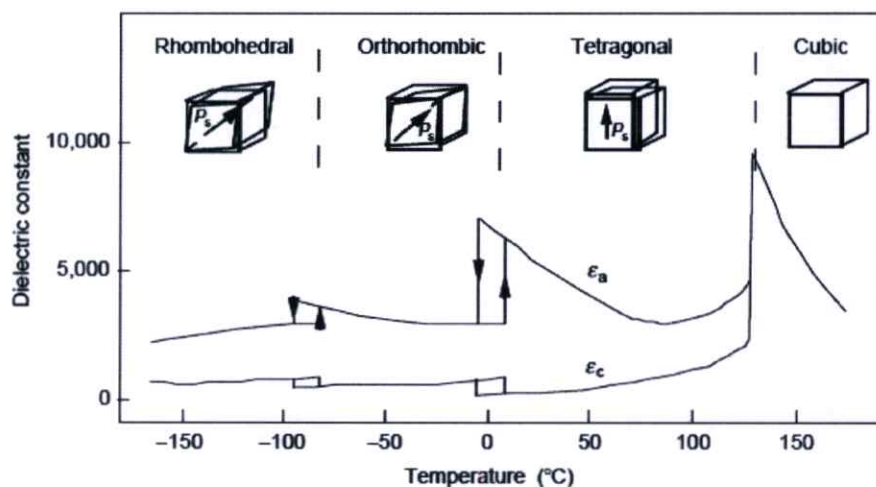 Rhombohedral Orthorhombic Tetragonal Cubic
Ps Ps Ps
10,000
5,000
0
Dielectric constant
εa
εc
−150 −100 −50 0 50 100 150
Temperature (°C)